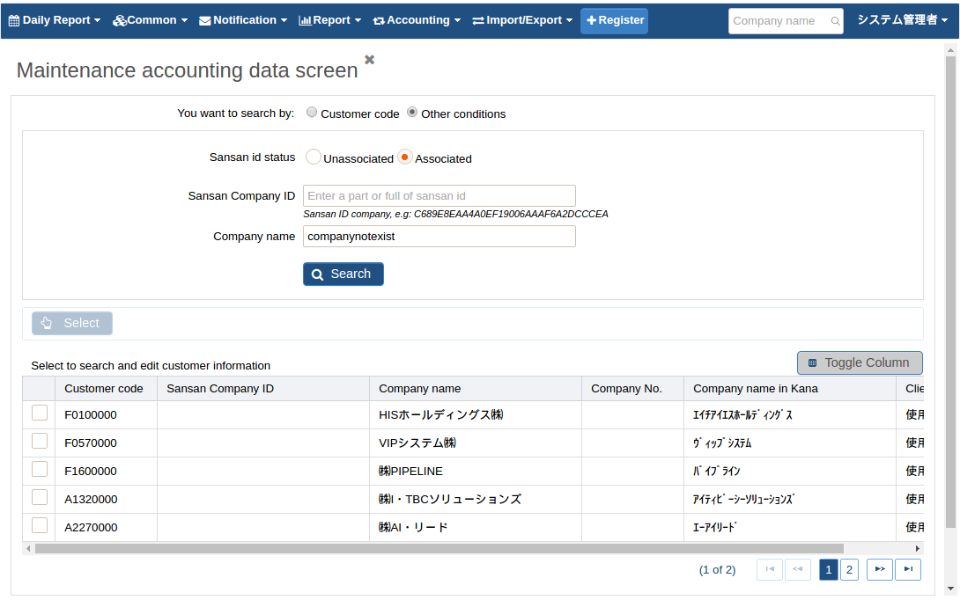 Daily Report Common Notification Report Accounting Import/Export Register Company name システム管理者
Maintenance accounting data screen
You want to search by: Customer code Other conditions
Sansan id status Unassociated Associated
Sansan Company ID Enter a part or full of sansan id
Sansan ID company, e.g: C689E8EAA4A0EF19006AAAF6A2DCCCEA
Company name companynotexist
Search
Select
Select to search and edit customer information Toggle Column
Customer code Sansan Company ID Company name Company No. Company name in Kana Clie
F0100000 HISホールディングス㈱ ｴｲﾁｱｲｴｽﾎｰﾙﾃﾞｨﾝｸﾞｽ 使用
F0570000 VIPシステム㈱ ｳﾞｨｯﾌﾟｼｽﾃﾑ 使用
F1600000 ㈱PIPELINE ﾊﾟｲﾌﾟﾗｲﾝ 使用
A1320000 ㈱I・TBCソリューションズ ｱｲﾃｨﾋﾞｰｼｰｿﾘｭｰｼｮﾝｽﾞ 使用
A2270000 ㈱AI・リード ｴｰｱｲﾘｰﾄﾞ 使用
(1 of 2) 1 2